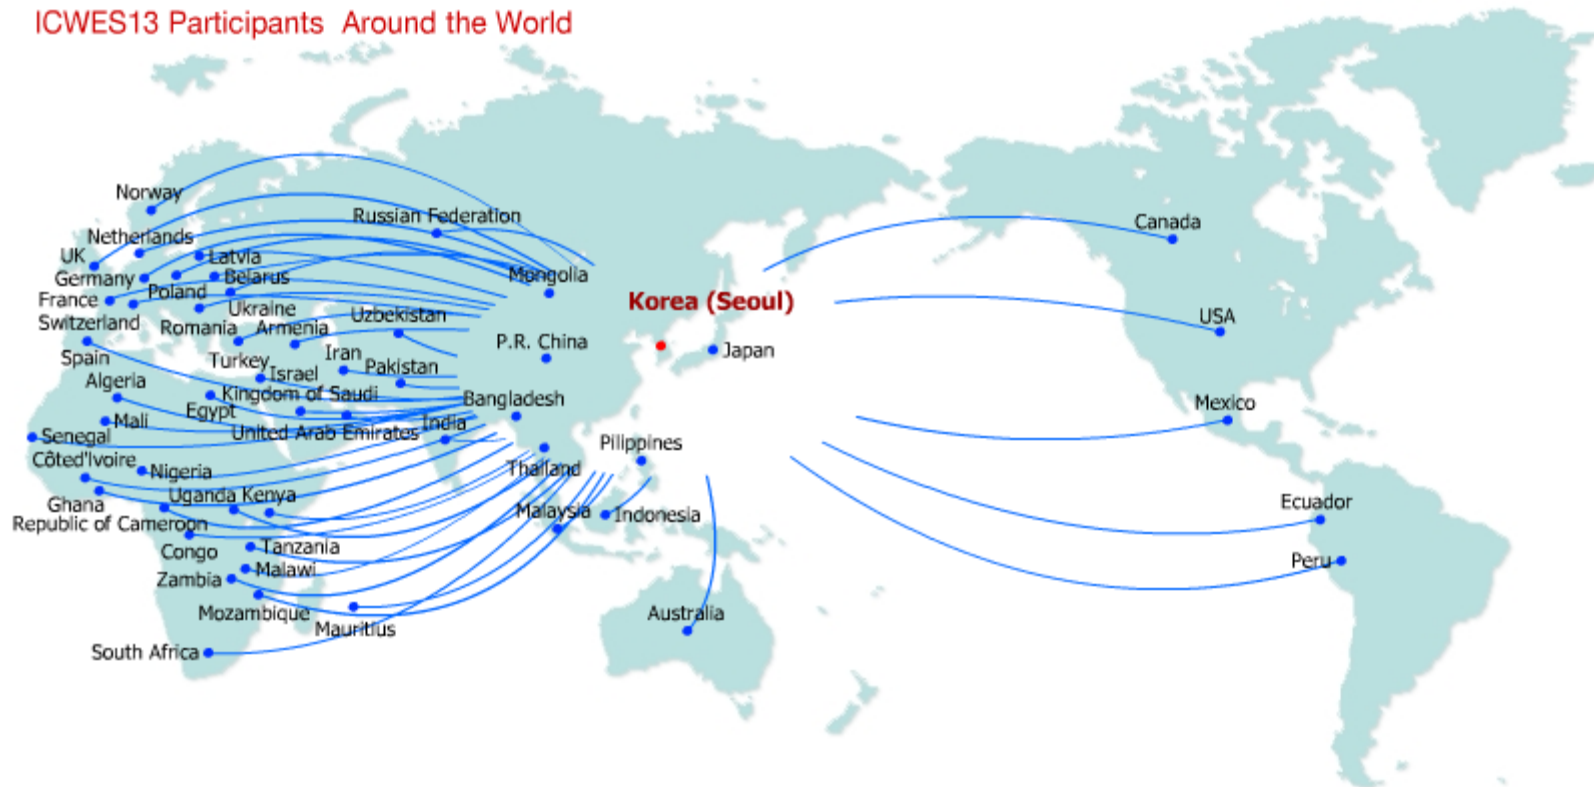 ICWES13 Participants  Around the World
Norway
Canada
Russian Federation
Netherlands
UK
Latvia
Mongolia
Germany
Belarus
Poland
France
Korea (Seoul)
Ukraine
Uzbekistan
USA
Switzerland
Romania
Armenia
P.R. China
Japan
Spain
Turkey
Iran
Pakistan
Israel
Algeria
Kingdom of Saudi
Bangladesh
Mexico
Egypt
Mali
India
United Arab Emirates
Senegal
Pilippines
Côted'Ivoire
Nigeria
Thailand
Uganda
Kenya
Ghana
Ecuador
Malaysia
Indonesia
Republic of Cameroon
Congo
Tanzania
Peru
Malawi
Zambia
Mozambique
Australia
Mauritius
South Africa